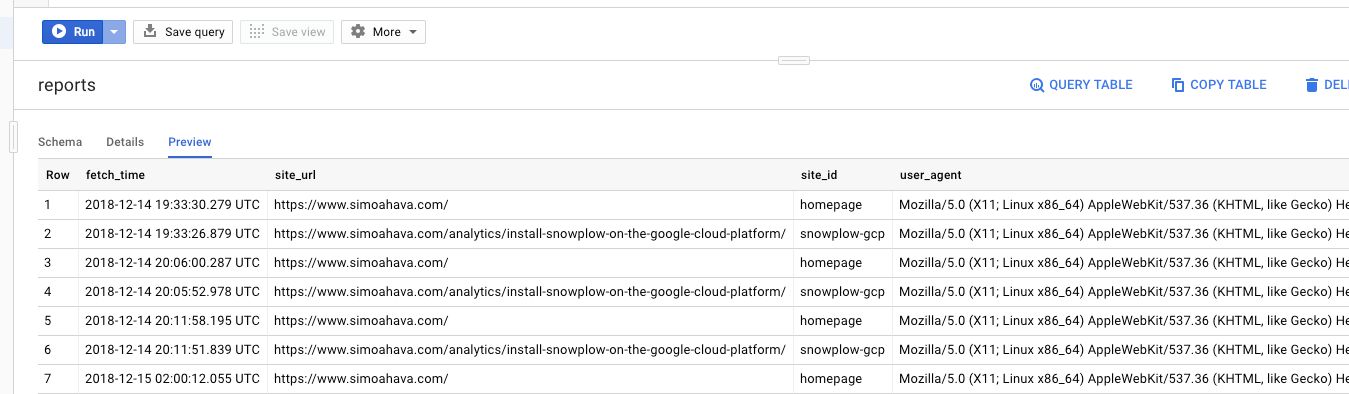 Run Save query Save view More
reports QUERY TABLE COPY TABLE
Schema Details Preview
Row fetch_time site_url site_id user_agent
1 2018-12-14 19:33:30.279 UTC https://www.simoahava.com/ homepage Mozilla/5.0 (X11; Linux x86_64) AppleWebKit/537.36 (KHTML, like Gecko)
2 2018-12-14 19:33:26.879 UTC https://www.simoahava.com/analytics/install-snowplow-on-the-google-cloud-platform/ snowplow-gcp Mozilla/5.0 (X11; Linux x86_64) AppleWebKit/537.36 (KHTML, like Gecko)
3 2018-12-14 20:06:00.287 UTC https://www.simoahava.com/ homepage Mozilla/5.0 (X11; Linux x86_64) AppleWebKit/537.36 (KHTML, like Gecko)
4 2018-12-14 20:05:52.978 UTC https://www.simoahava.com/analytics/install-snowplow-on-the-google-cloud-platform/ snowplow-gcp Mozilla/5.0 (X11; Linux x86_64) AppleWebKit/537.36 (KHTML, like Gecko)
5 2018-12-14 20:11:58.195 UTC https://www.simoahava.com/ homepage Mozilla/5.0 (X11; Linux x86_64) AppleWebKit/537.36 (KHTML, like Gecko)
6 2018-12-14 20:11:51.839 UTC https://www.simoahava.com/analytics/install-snowplow-on-the-google-cloud-platform/ snowplow-gcp Mozilla/5.0 (X11; Linux x86_64) AppleWebKit/537.36 (KHTML, like Gecko)
7 2018-12-15 02:00:12.055 UTC https://www.simoahava.com/ homepage Mozilla/5.0 (X11; Linux x86_64) AppleWebKit/537.36 (KHTML, like Gecko)